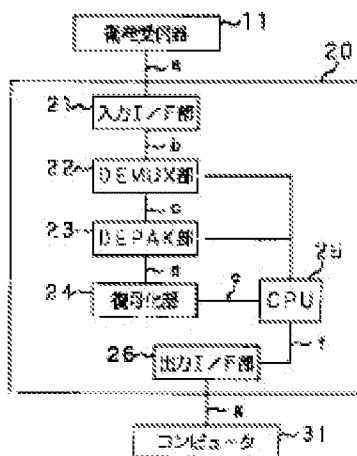 11
衛星受信器
a
20
21
入力I/F部
b
22
DEMUX部
c
23
DEPAK部
d
25
24
復号化部
e
CPU
f
26
出力I/F部
g
コンピュータ
31